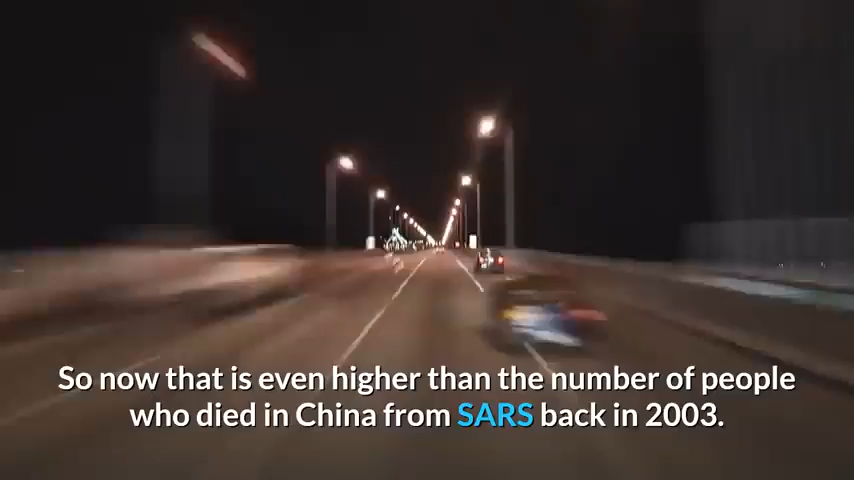 So now that is even higher than the number of people
who died in China from SARS back in 2003.